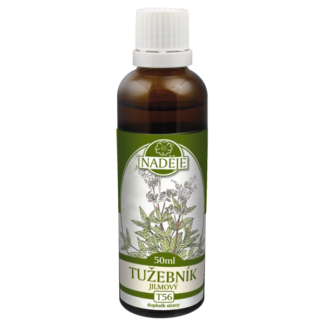 NADĚJE
50ml
TUŽEBNÍK
JILMOVÝ
T56
doplněk stravy